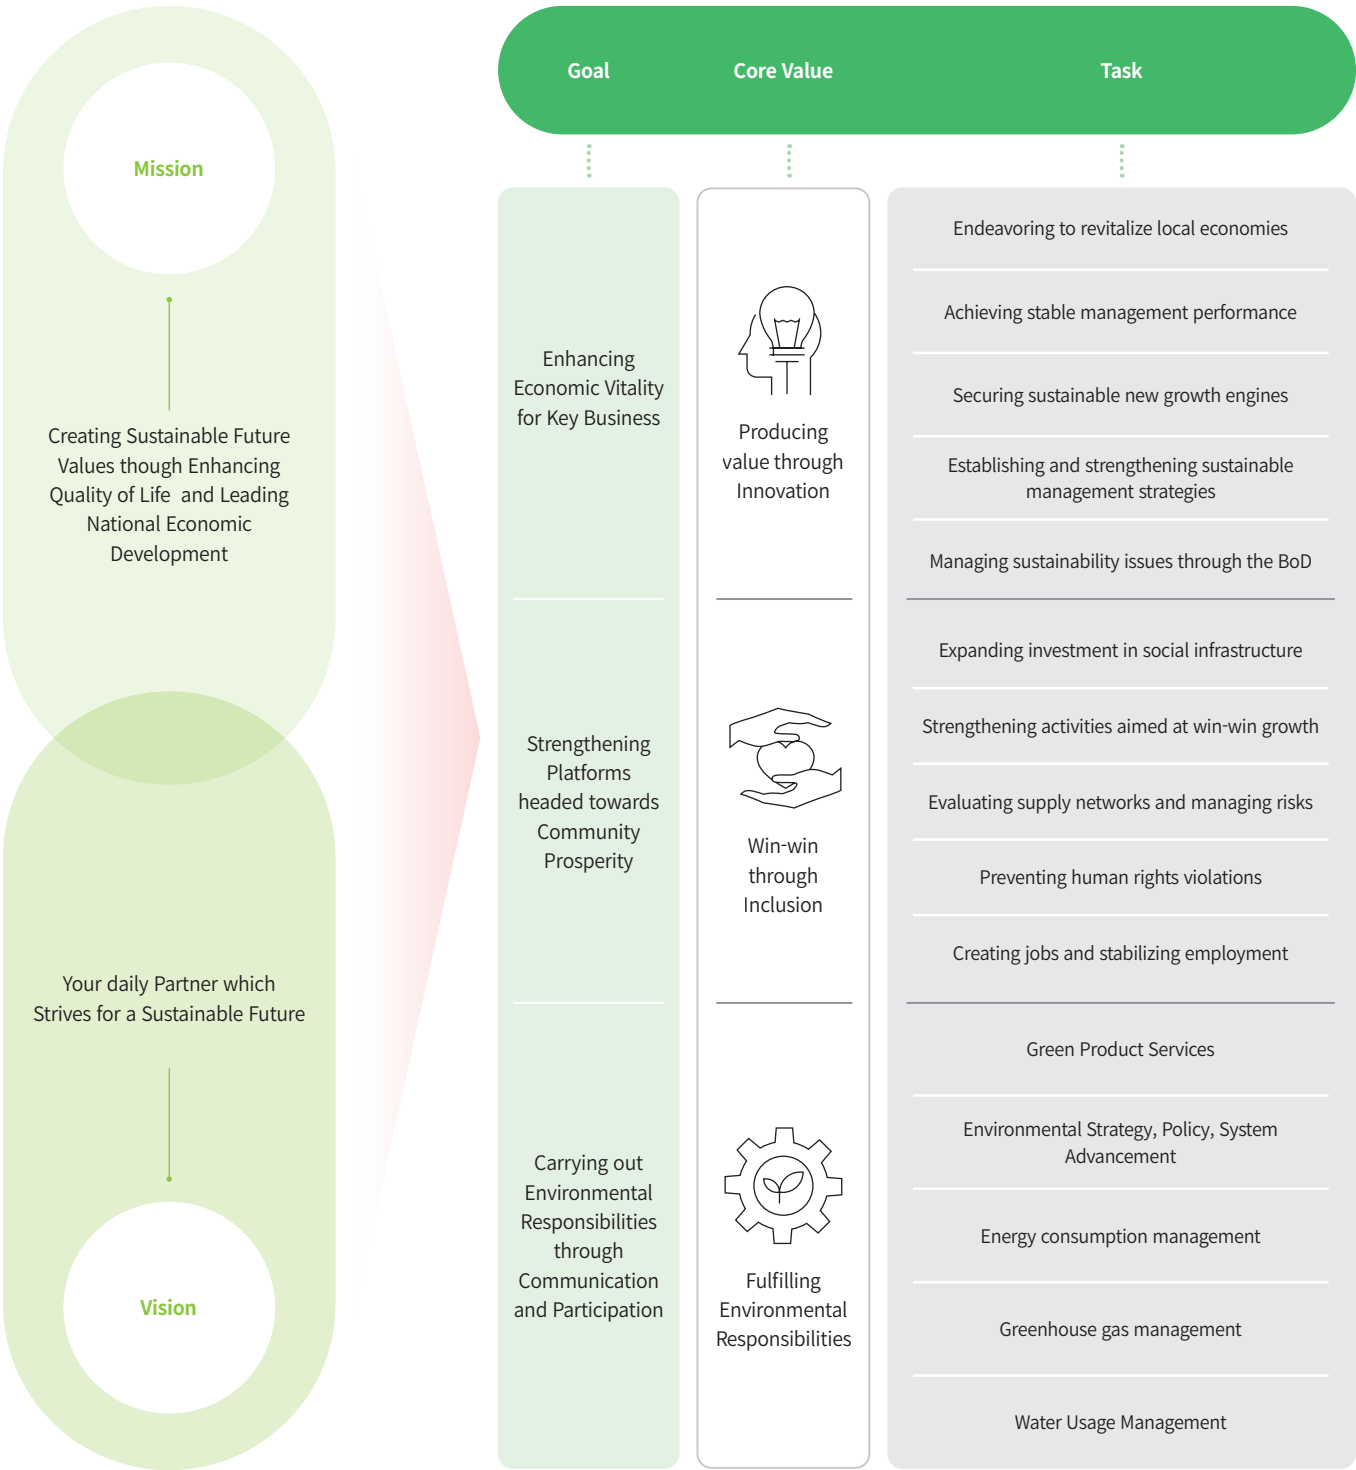 Mission
Creating Sustainable Future
Values though Enhancing
Quality of Life and Leading
National Economic
Development
Your daily Partner which
Strives for a Sustainable Future
Vision
Goal
Core Value
Task
Enhancing
Economic Vitality
for Key Business
Producing
value through
Innovation
Endeavoring to revitalize local economies
Achieving stable management performance
Securing sustainable new growth engines
Establishing and strengthening sustainable
management strategies
Managing sustainability issues through the BoD
Strengthening
Platforms
headed towards
Community
Prosperity
Win-win
through
Inclusion
Expanding investment in social infrastructure
Strengthening activities aimed at win-win growth
Evaluating supply networks and managing risks
Preventing human rights violations
Creating jobs and stabilizing employment
Carrying out
Environmental
Responsibilities
through
Communication
and Participation
Fulfilling
Environmental
Responsibilities
Green Product Services
Environmental Strategy, Policy, System
Advancement
Energy consumption management
Greenhouse gas management
Water Usage Management